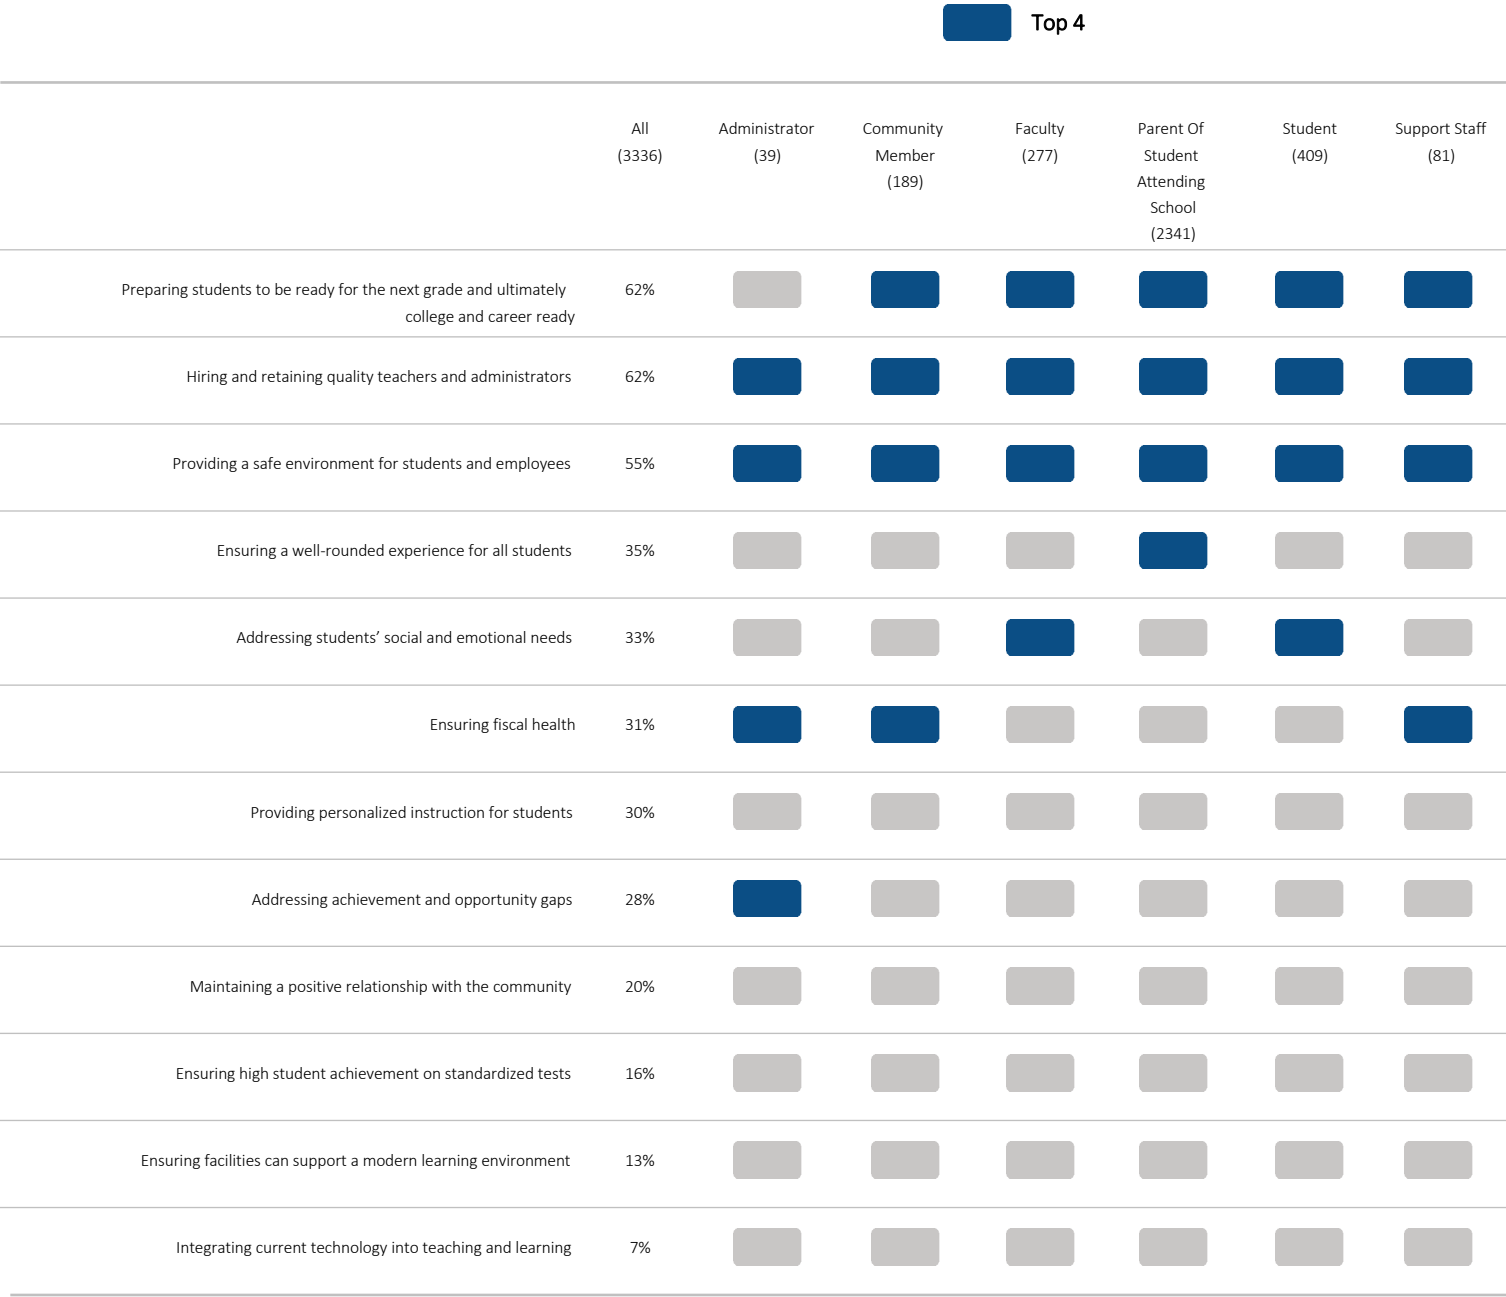 Top 4
All
(3336)
Administrator
(39)
Community
Member
(189)
Faculty
(277)
Parent Of
Student
Attending
School
(2341)
Student
(409)
Support Staff
(81)
Preparing students to be ready for the next grade and ultimately
college and career ready
62%
Hiring and retaining quality teachers and administrators 62%
Providing a safe environment for students and employees 55%
Ensuring a well-rounded experience for all students 35%
Addressing students’ social and emotional needs 33%
Ensuring fiscal health 31%
Providing personalized instruction for students 30%
Addressing achievement and opportunity gaps 28%
Maintaining a positive relationship with the community 20%
Ensuring high student achievement on standardized tests 16%
Ensuring facilities can support a modern learning environment 13%
Integrating current technology into teaching and learning 7%